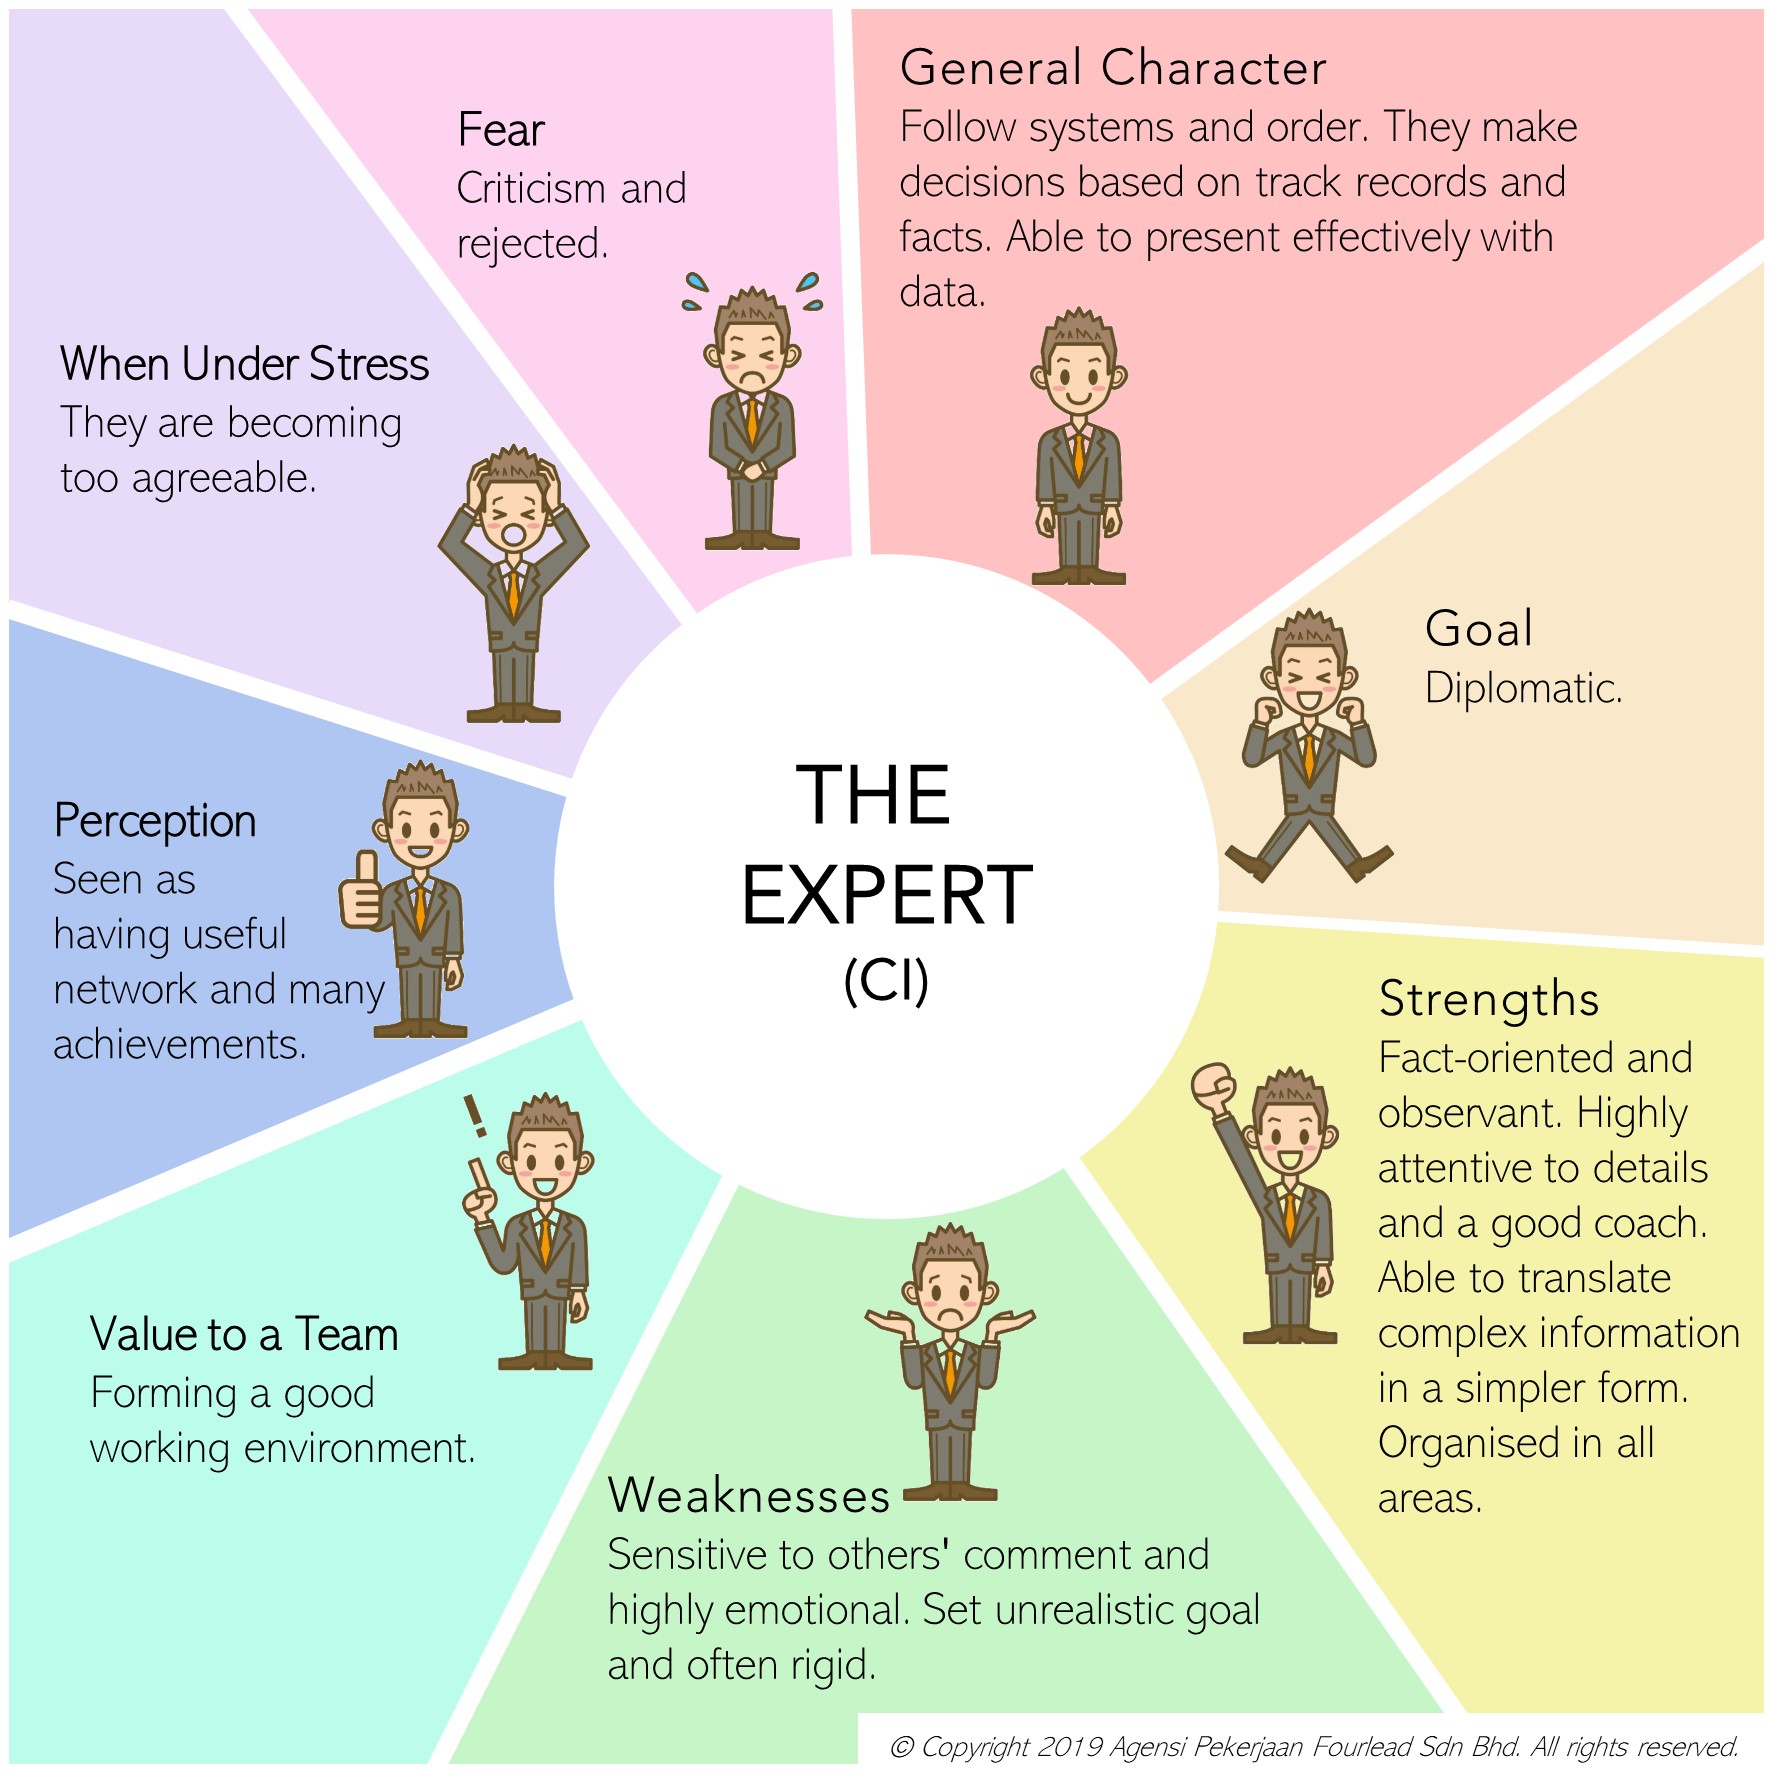 General Character
Follow systems and order. They make
decisions based on track records and
facts. Able to present effectively with
data.
Goal
Diplomatic.
Strengths
Fact-oriented and
observant. Highly
attentive to details
and a good coach.
Able to translate
complex information
in a simpler form.
Organised in all
areas.
Weaknesses
Sensitive to others' comment and
highly emotional. Set unrealistic goal
and often rigid.
Value to a Team
Forming a good
working environment.
!
Perception
Seen as
having useful
network and many
achievements.
When Under Stress
They are becoming
too agreeable.
Fear
Criticism and
rejected.
THE
EXPERT
(CI)
© Copyright 2019 Agensi Pekerjaan Fourlead Sdn Bhd. All rights reserved.